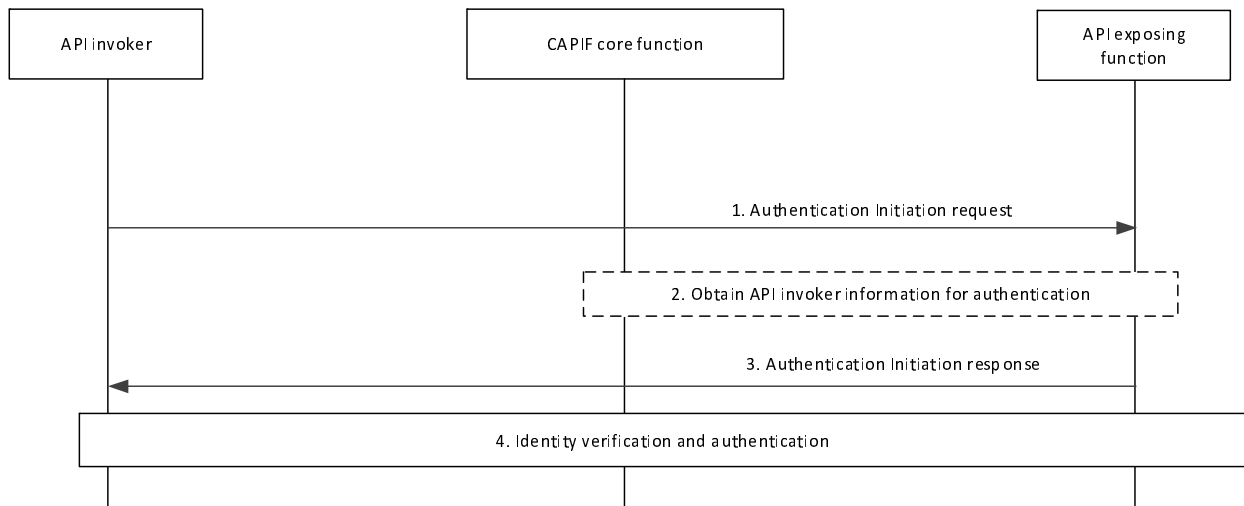 API invoker
CAPIF core function
API exposing
function
1. Authentication Initiation request
2. Obtain API invoker information for authentication
3. Authentication Initiation response
4. Identity verification and authentication